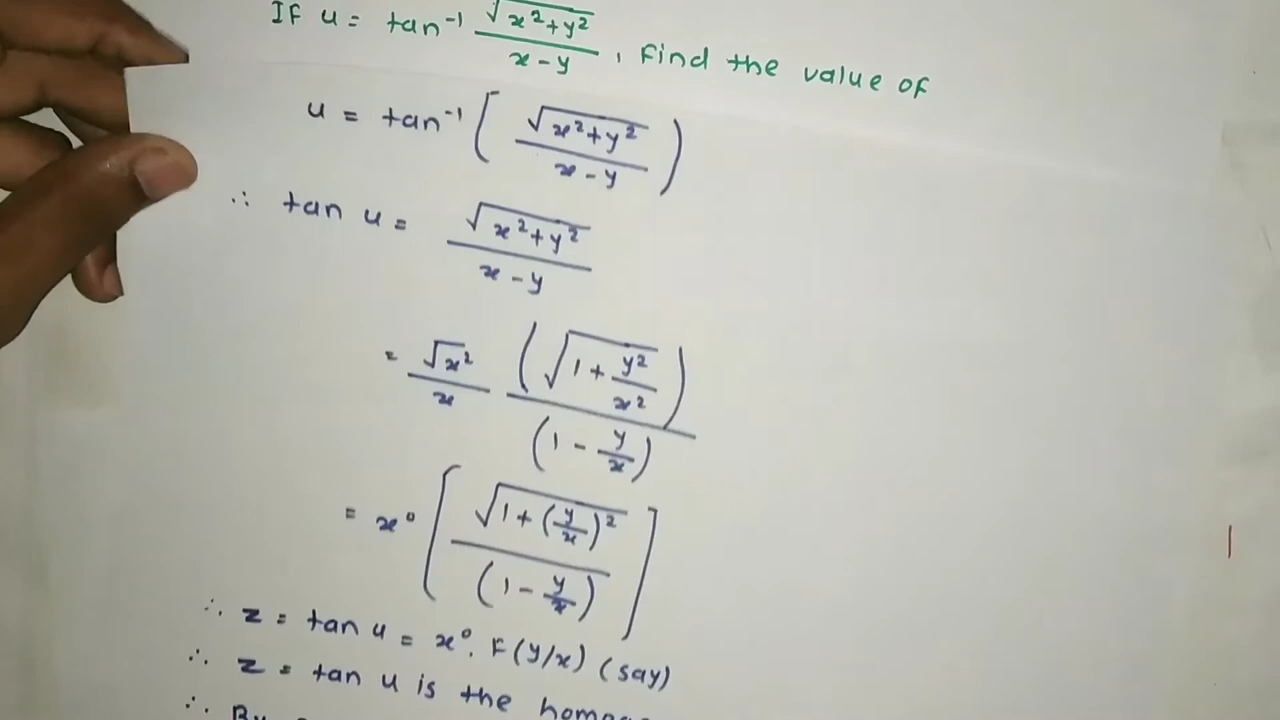 If u = tan⁻¹ √(x²+y²)/(x-y) , Find the value of
u = tan⁻¹ ( √(x²+y²)/(x-y) )
∴ tan u = √(x²+y²)/(x-y)
= √x²/x (√(1+y²/x²))/(1-y/x)
= x⁰ [ √(1+(y/x)²)/(1-y/x) ]
∴ z = tan u = x⁰. F(y/x) (say)
∴ z = tan u is the
∴ By